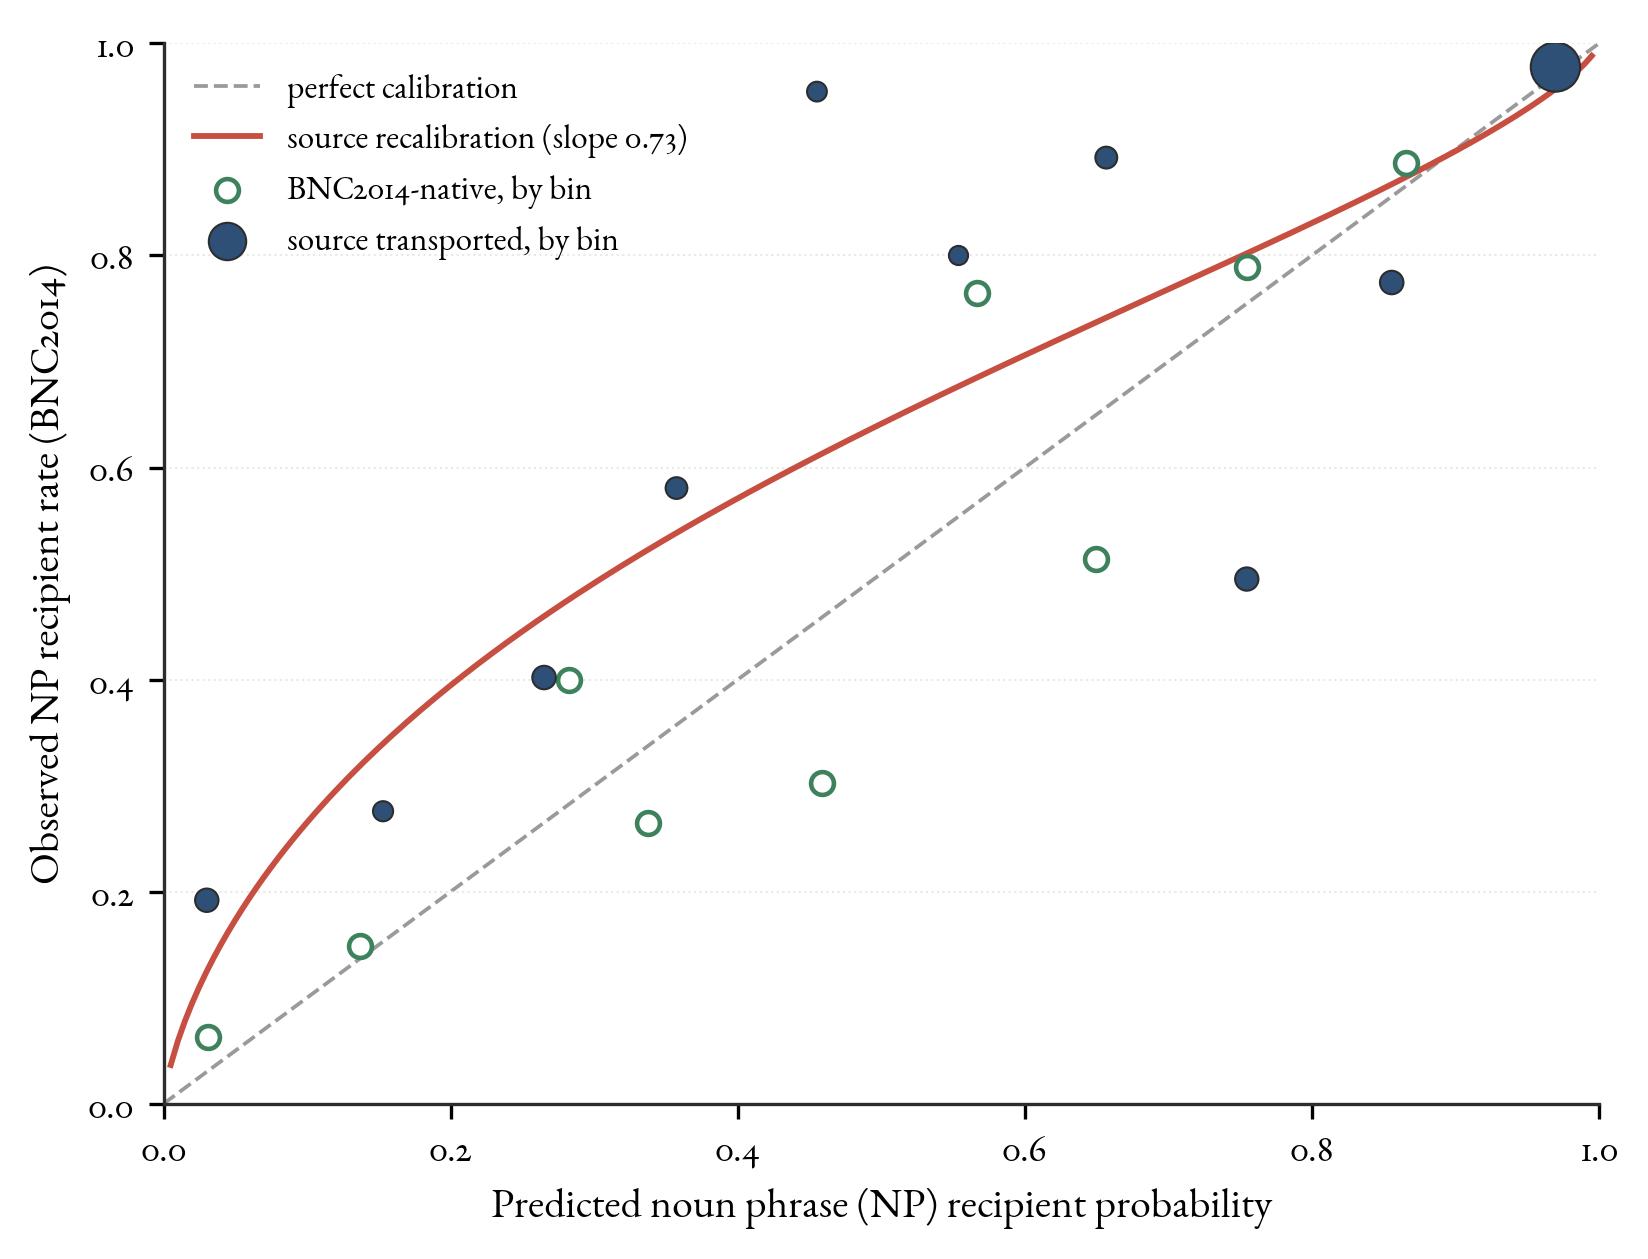 1.0
0.8
0.6
0.4
0.2
0.0
Observed NP recipient rate (BNC2014)
perfect calibration
source recalibration (slope 0.73)
BNC2014-native, by bin
source transported, by bin
0.0 0.2 0.4 0.6 0.8 1.0
Predicted noun phrase (NP) recipient probability